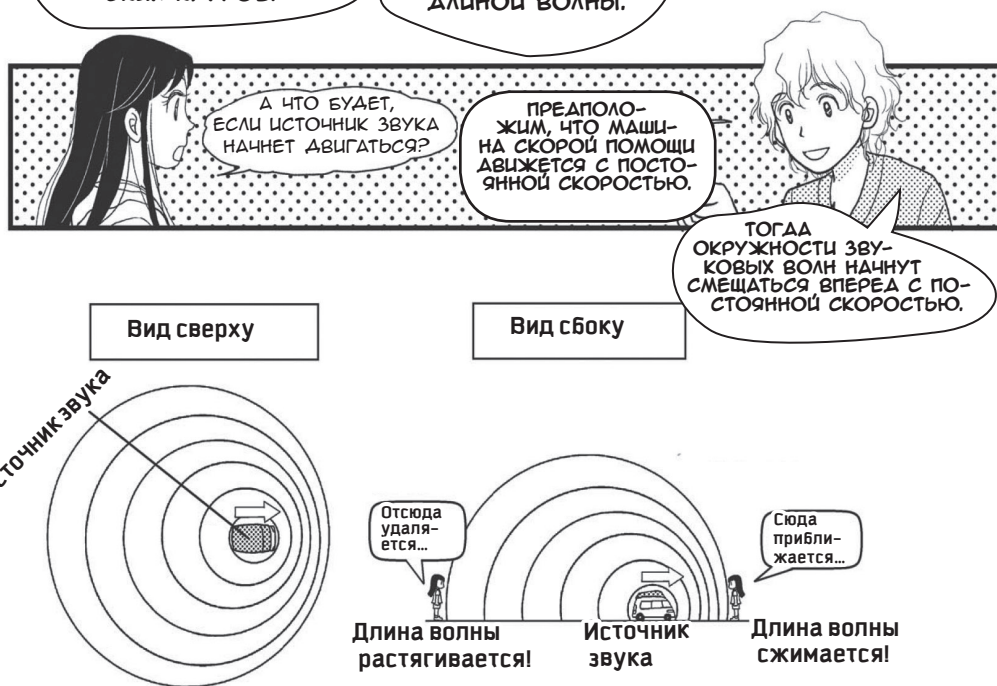 ДЛИНОЙ ВОЛНЫ.
А ЧТО БУДЕТ,
ЕСЛИ ИСТОЧНИК ЗВУКА
НАЧНЕТ ДВИГАТЬСЯ?
ПРЕДПОЛО-
ЖИМ, ЧТО МАШИ-
НА СКОРОЙ ПОМОЩИ
ДВИЖЕТСЯ С ПОСТО-
ЯННОЙ СКОРОСТЬЮ.
ТОГДА
ОКРУЖНОСТИ ЗВУ-
КОВЫХ ВОЛН НАЧНУТ
СМЕЩАТЬСЯ ВПЕРЕД С ПО-
СТОЯННОЙ СКОРОСТЬЮ.
Вид сверху
Вид сбоку
сточник звука
Отсюда
удаля-
ется...
Сюда
прибли-
жается...
Длина волны
растягивается!
Источник
звука
Длина волны
сжимается!